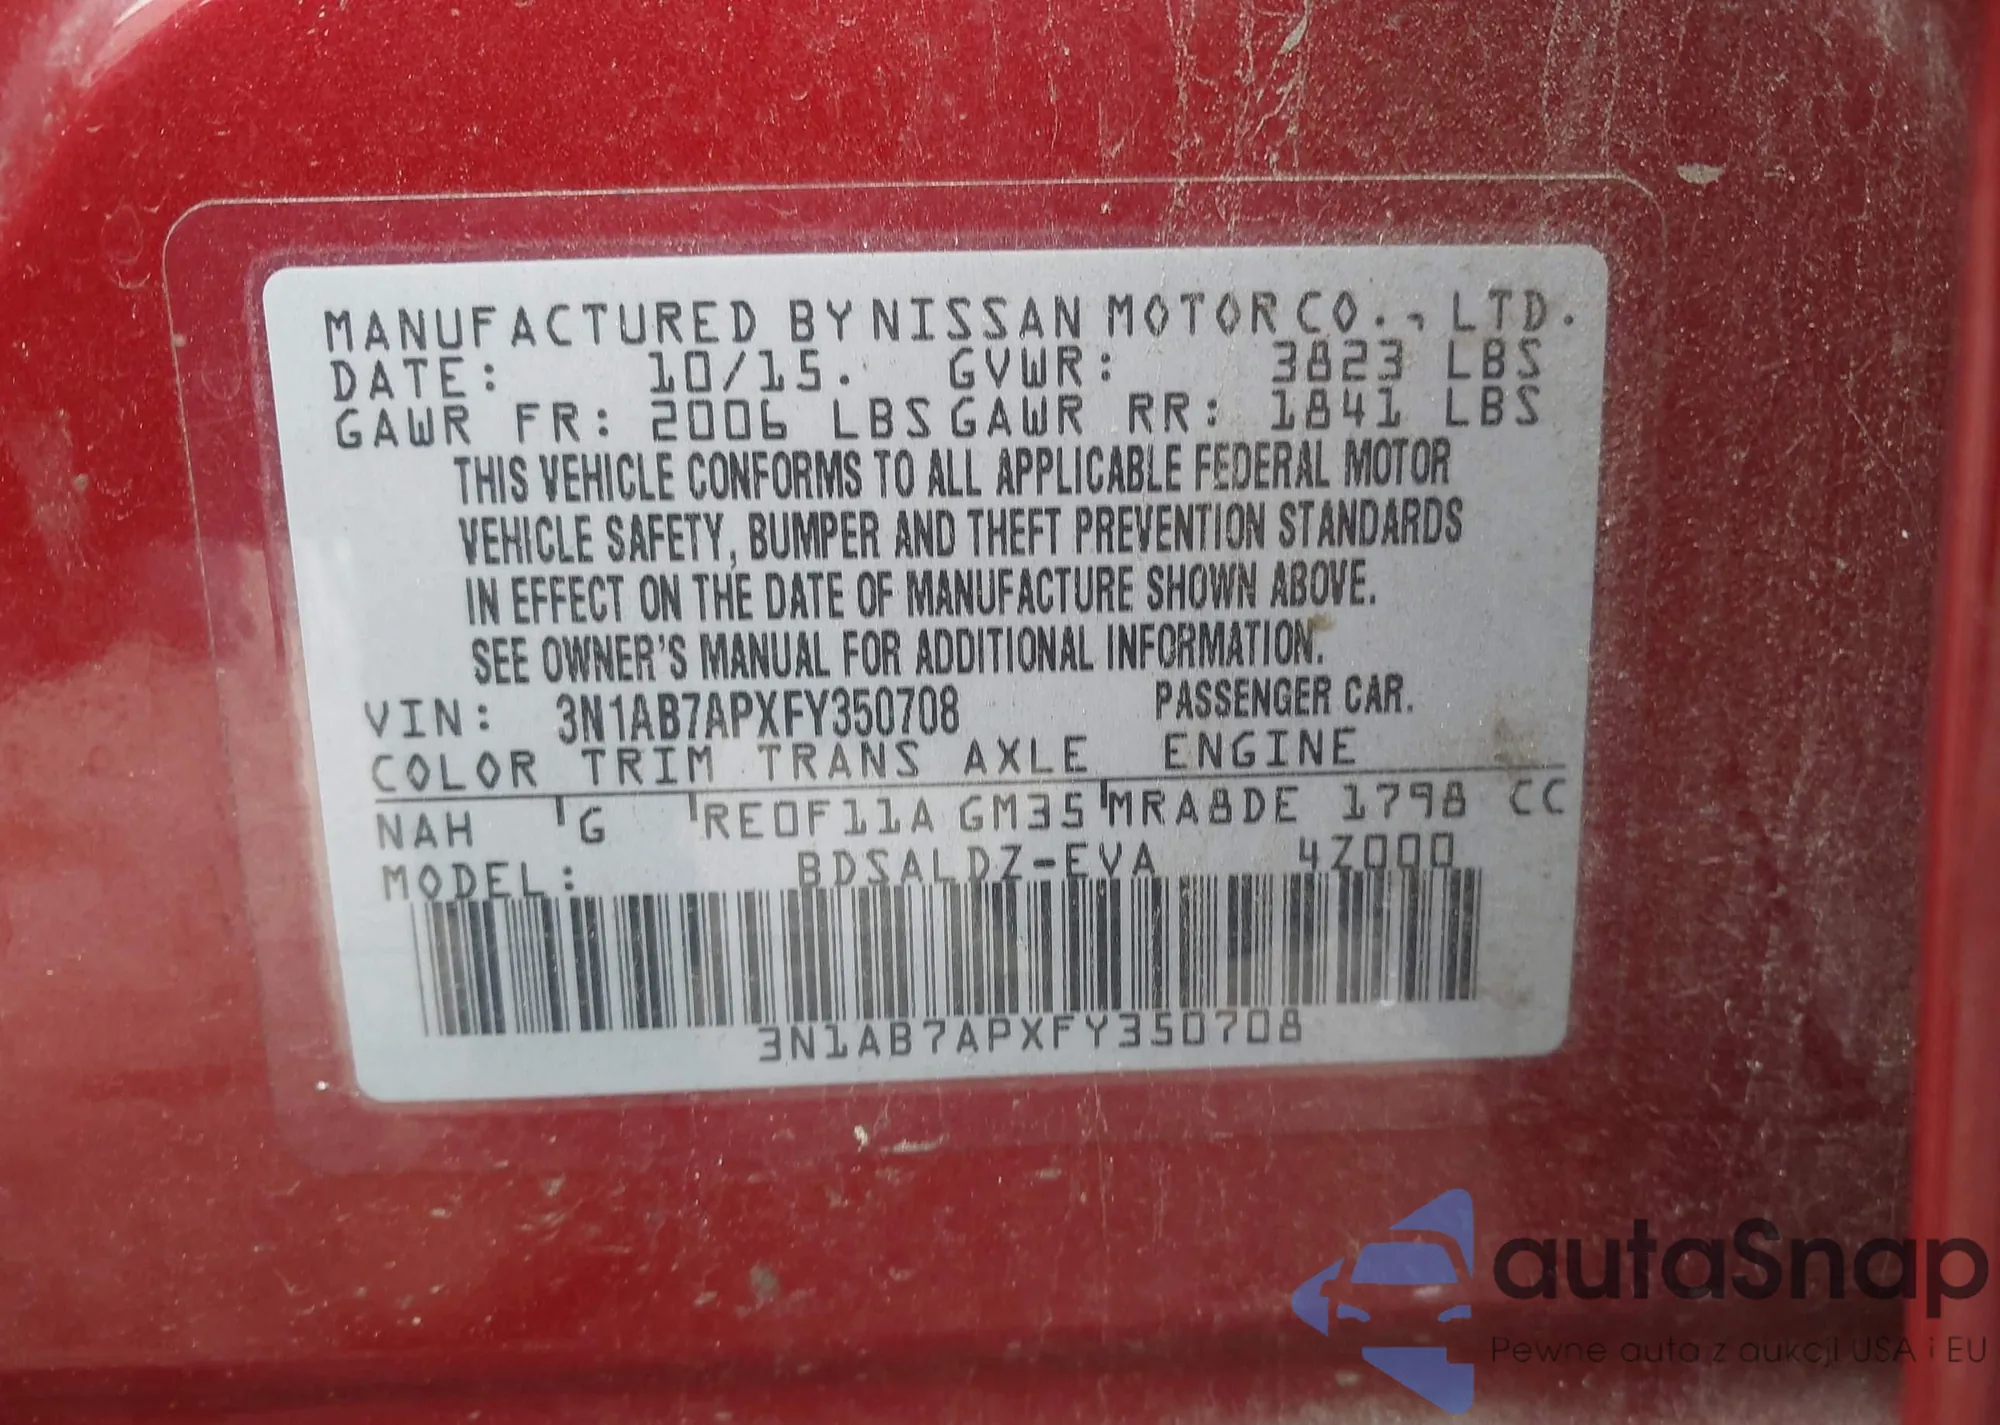 MANUFACTURED BY NISSAN MOTOR CO., LTD.
DATE: 10/15. GVWR: 3823 LBS
GAWR FR: 2006 LBS GAWR RR: 1841 LBS
THIS VEHICLE CONFORMS TO ALL APPLICABLE FEDERAL MOTOR
VEHICLE SAFETY, BUMPER AND THEFT PREVENTION STANDARDS
IN EFFECT ON THE DATE OF MANUFACTURE SHOWN ABOVE.
SEE OWNER'S MANUAL FOR ADDITIONAL INFORMATION.
VIN: 3N1AB7APXFY350708 PASSENGER CAR.
COLOR TRIM TRANS AXLE ENGINE
NAH G RE0F11A GM35 MRA8DE 1798 CC
MODEL: BDSALDZ-EVA 4Z000
3N1AB7APXFY350708
autaSnap
Pewne auta z aukcji USA i EU